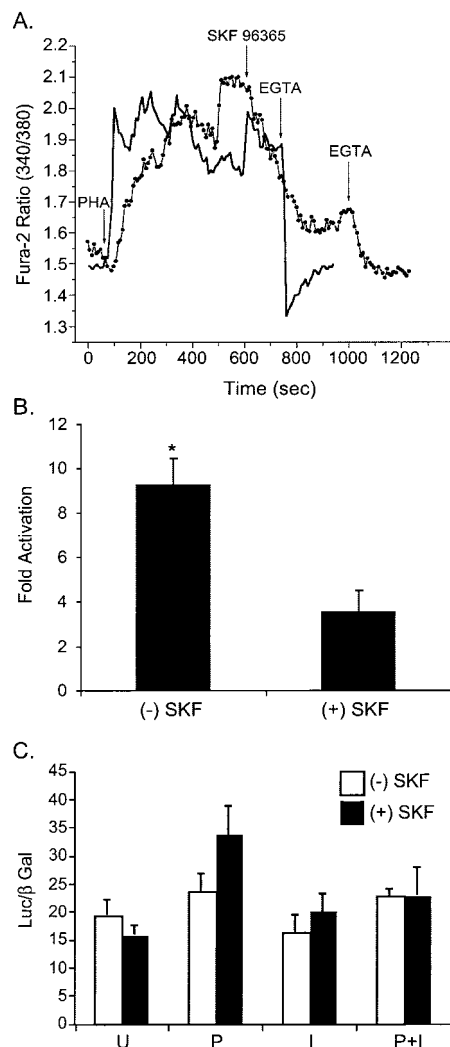 A.
SKF 96365
EGTA
EGTA
PHA
2.2
2.1
2.0
1.9
1.8
1.7
1.6
1.5
1.4
1.3
Fura-2 Ratio (340/380)
0 200 400 600 800 1000 1200
Time (sec)
B.
12
10
8
6
4
2
0
Fold Activation
*
(-) SKF (+) SKF
C.
45
40
35
30
25
20
15
10
5
0
Luc/β Gal
(-) SKF
(+) SKF
U P I P+I